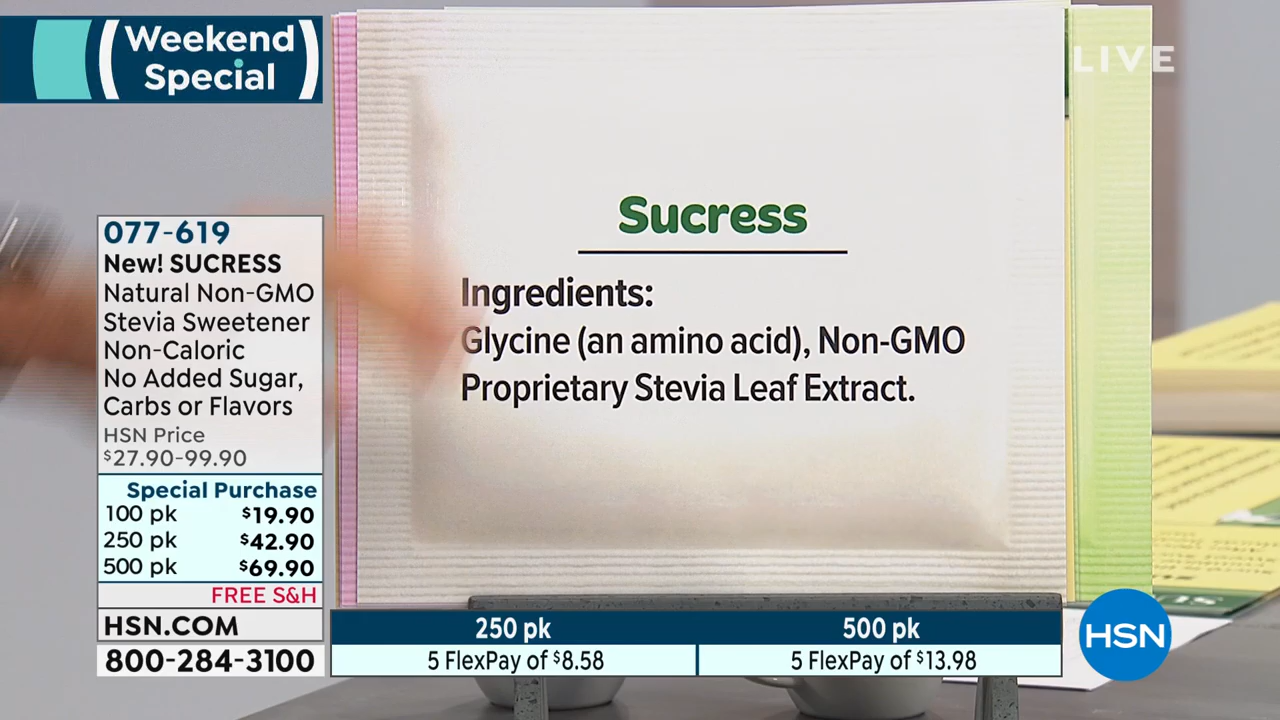 Weekend
Special
LIVE
077-619
New! SUCRESS
Natural Non-GMO
Stevia Sweetener
Non-Caloric
No Added Sugar,
Carbs or Flavors
HSN Price
$27.90-99.90
Special Purchase
100 pk $19.90
250 pk $42.90
500 pk $69.90
FREE S&H
HSN.COM
800-284-3100
Sucress
Ingredients:
Glycine (an amino acid), Non-GMO
Proprietary Stevia Leaf Extract.
250 pk 500 pk
5 FlexPay of $8.58 5 FlexPay of $13.98
HSN